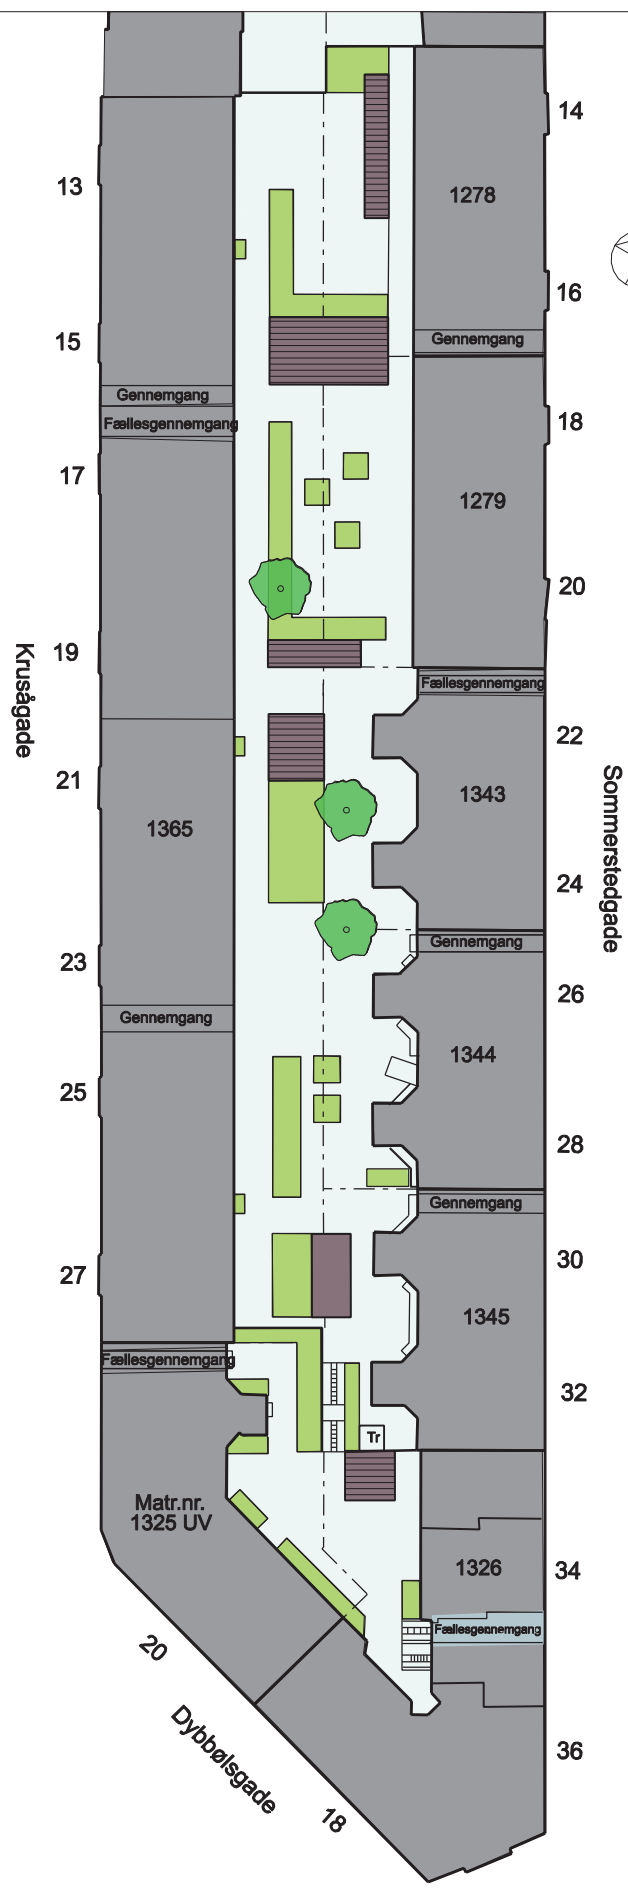 14
13
1278
16
15
Gennemgang
Gennemgang
Fællesgennemgang
18
17
1279
20
19
Krusågade
Fællesgennemgang
22
21
1343
Sommerstedgade
1365
24
Gennemgang
23
26
Gennemgang
1344
25
28
Gennemgang
30
27
1345
Fællesgennemgang
32
Tr
Matr.nr.
1325 UV
1326
34
Fællesgennemgang
20
Dybbølsgade
18
36